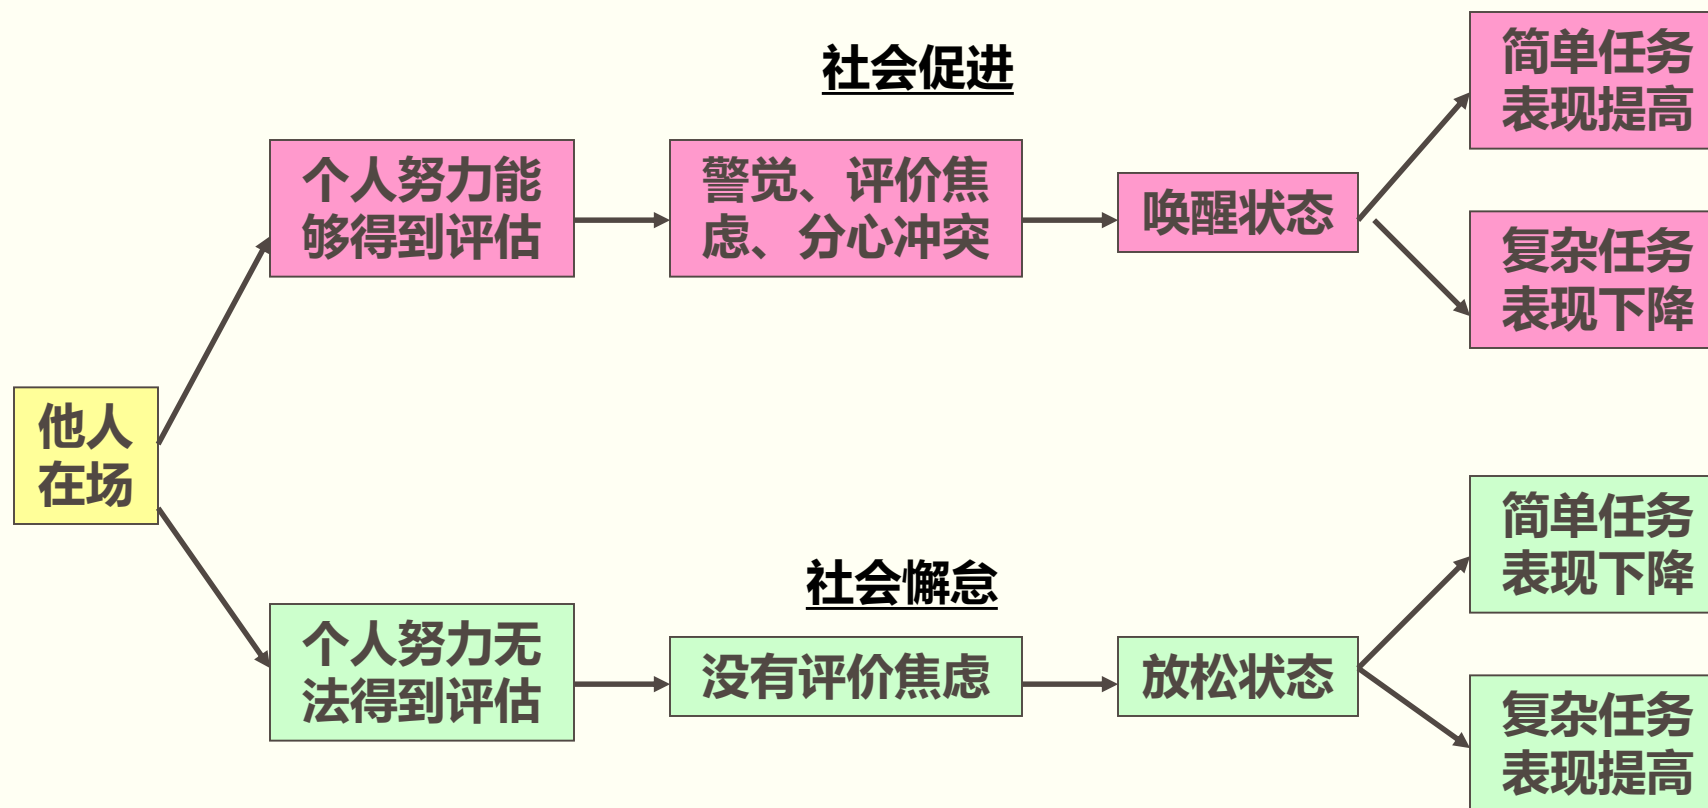 社会促进
简单任务
表现提高
个人努力能
够得到评估
警觉、评价焦
虑、分心冲突
唤醒状态
复杂任务
表现下降
他人
在场
社会懈怠
简单任务
表现下降
个人努力无
法得到评估
没有评价焦虑
放松状态
复杂任务
表现提高